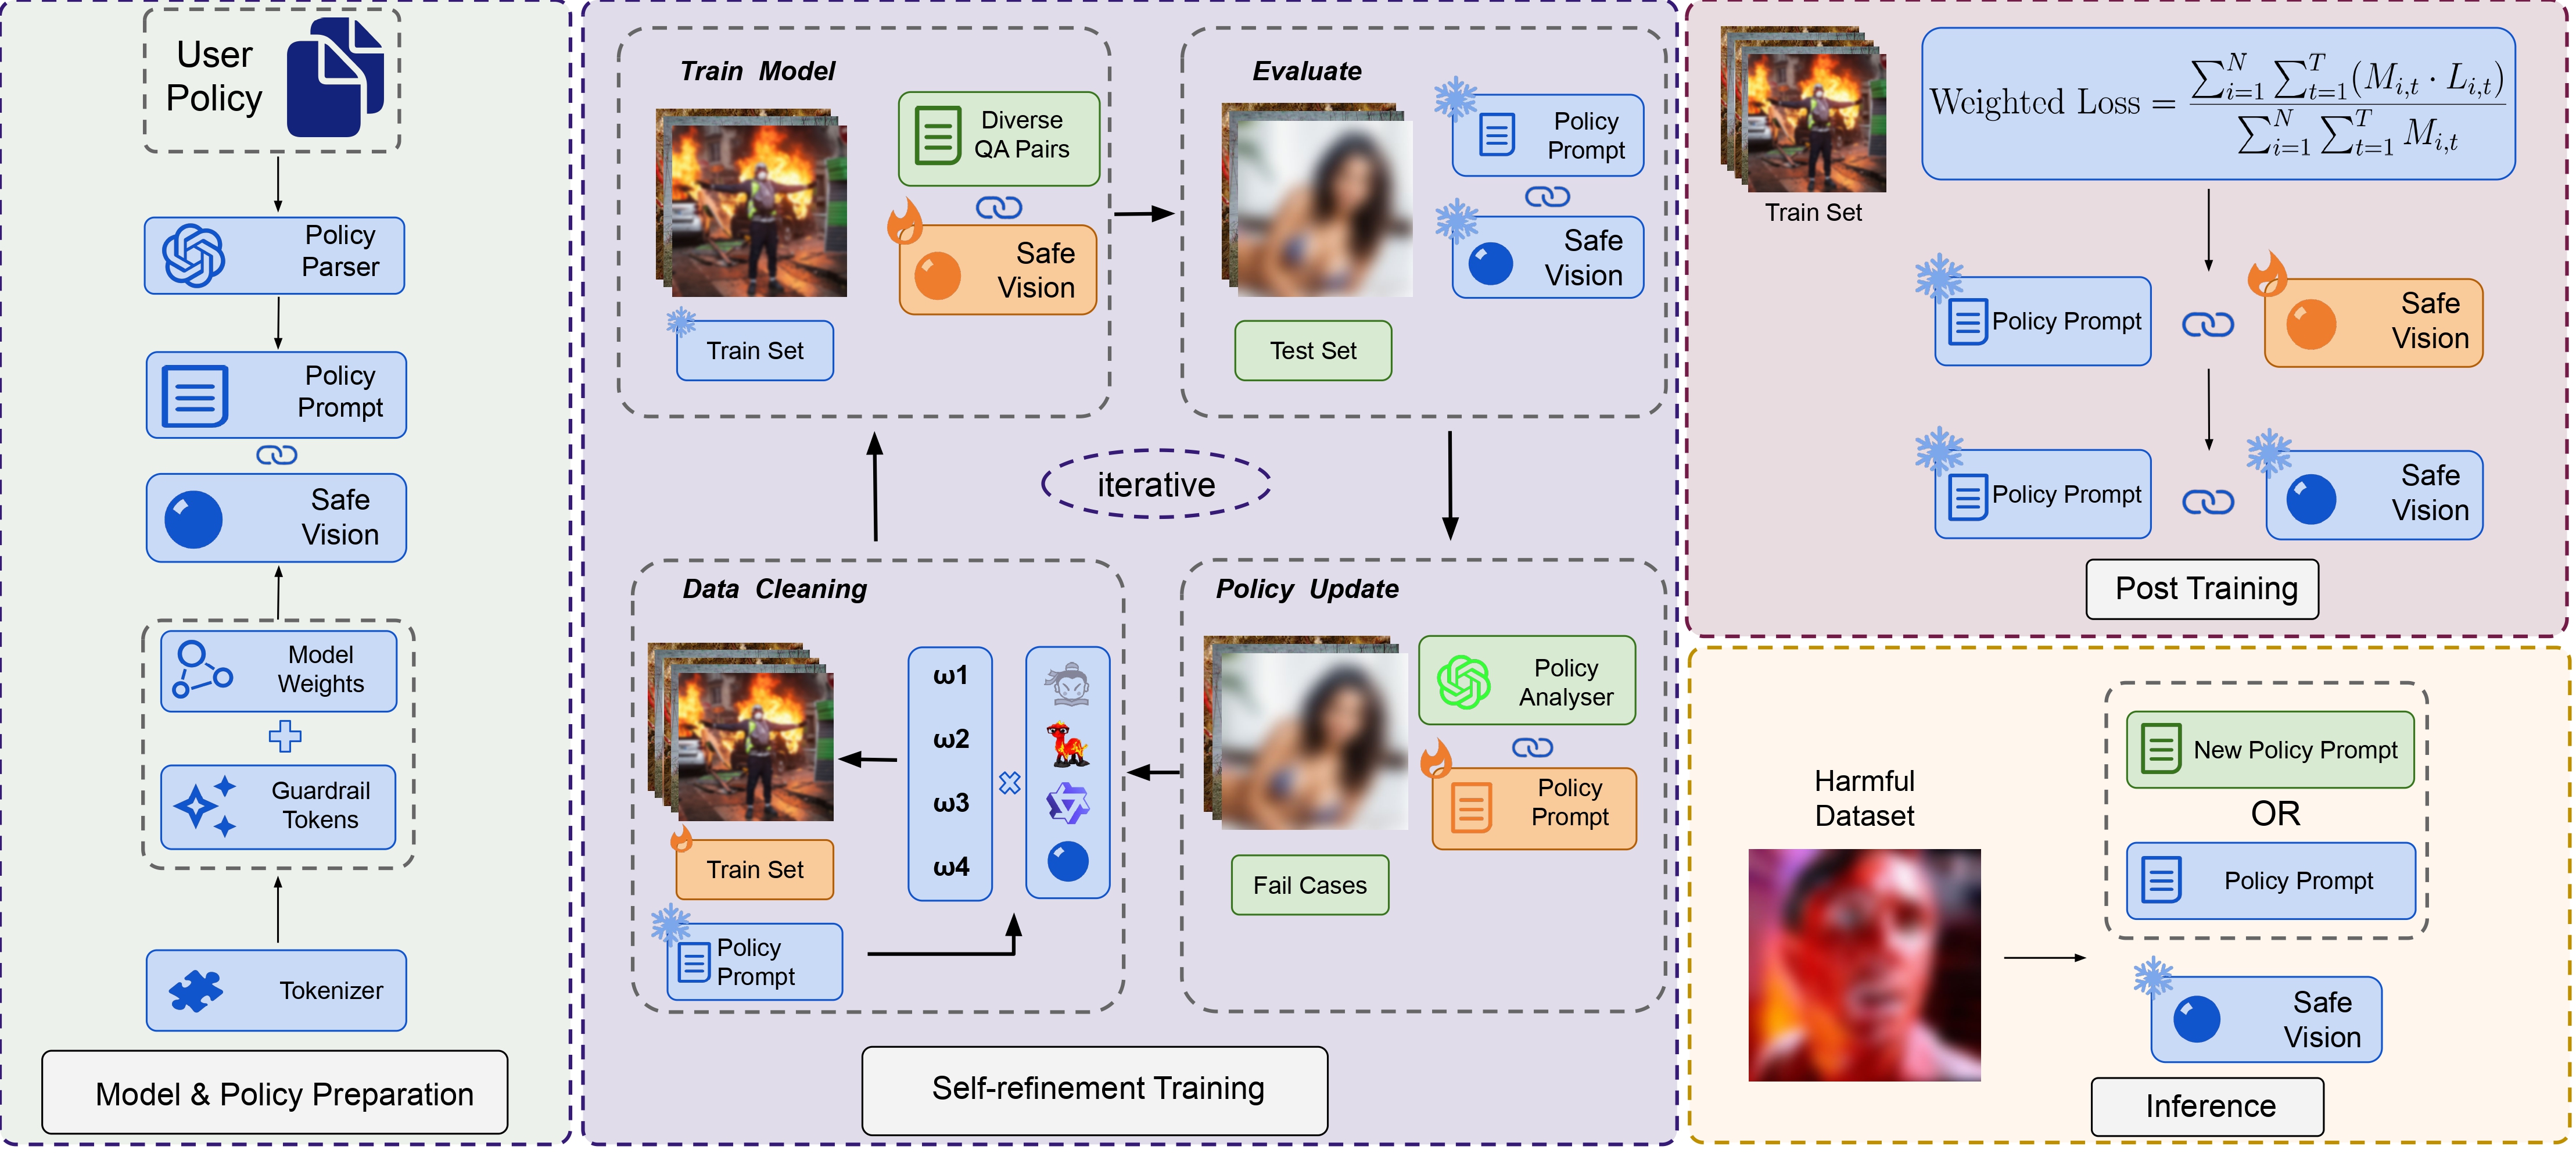 User
Policy
Policy
Parser
Policy
Prompt
Safe
Vision
Model
Weights
Guardrail
Tokens
Tokenizer
Model & Policy Preparation
Train Model
Diverse
QA Pairs
Safe
Vision
Train Set
Evaluate
Policy
Prompt
Safe
Vision
Test Set
iterative
Data Cleaning
ω1
ω2
ω3
ω4
Train Set
Policy
Prompt
Policy Update
Policy
Analyser
Policy
Prompt
Fail Cases
Self-refinement Training
Train Set
Weighted Loss = \frac{\sum_{i=1}^{N} \sum_{t=1}^{T} (M_{i,t} \cdot L_{i,t})}{\sum_{i=1}^{N} \sum_{t=1}^{T} M_{i,t}}
Policy Prompt
Safe
Vision
Policy Prompt
Safe
Vision
Post Training
Harmful
Dataset
New Policy Prompt
OR
Policy Prompt
Safe
Vision
Inference